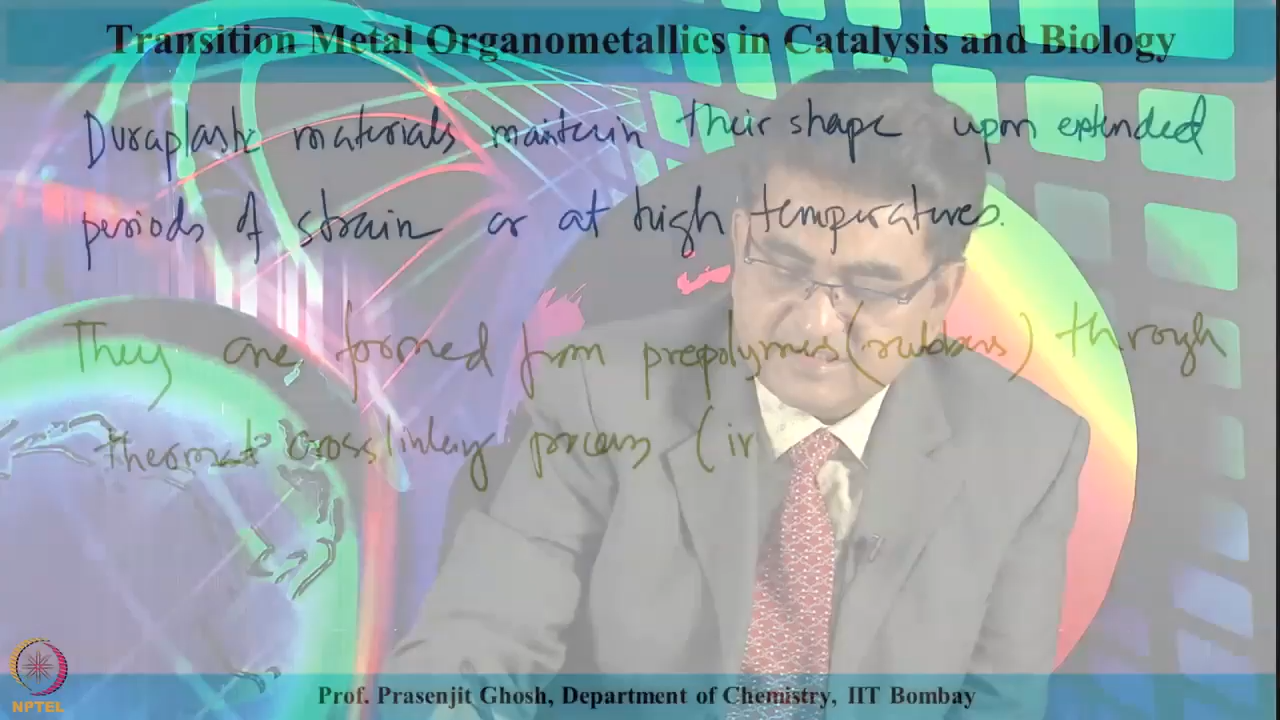 Transition Metal Organometallics in Catalysis and Biology
Duraplastic materials maintain their shape upon extended
periods of strain or at high temperatures.
They are formed from prepolymers (rubbers) through
thermal crosslinking process (ir
Prof. Prasenjit Ghosh, Department of Chemistry, IIT Bombay
NPTEL